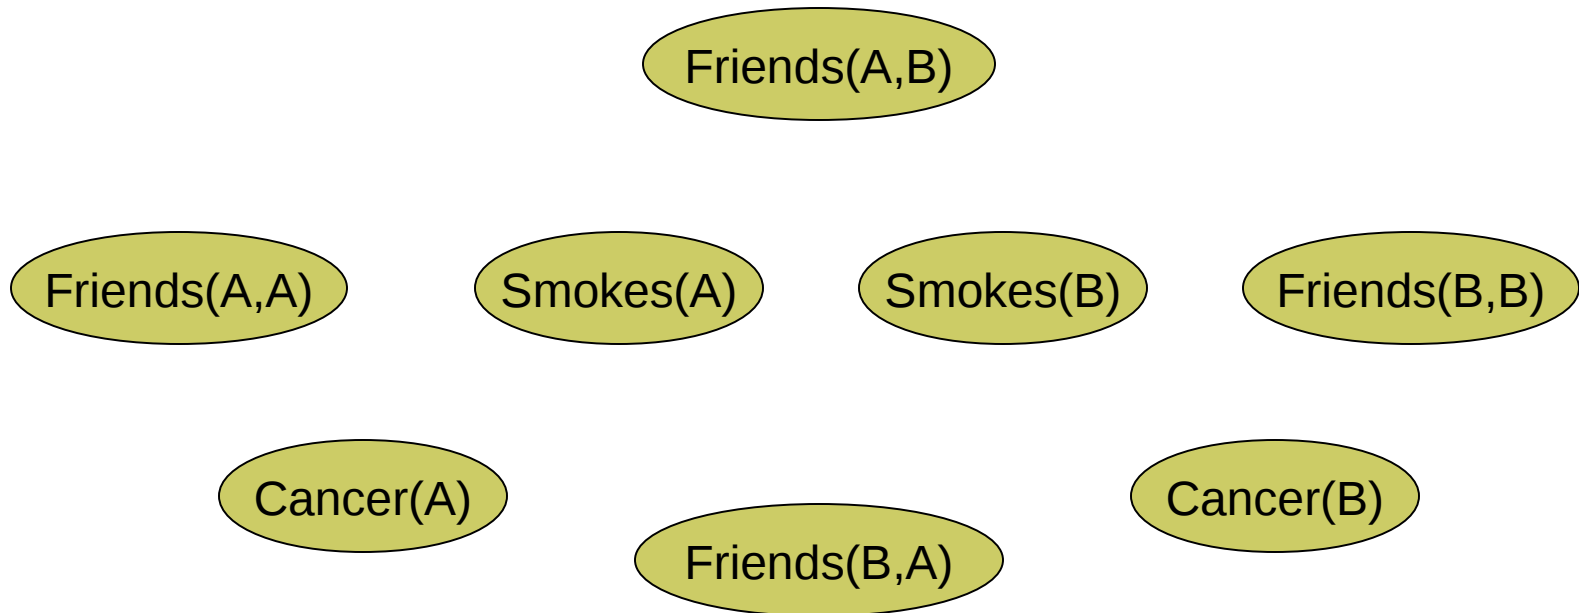 Friends(A,B)
Friends(A,A)
Smokes(A)
Smokes(B)
Friends(B,B)
Cancer(A)
Cancer(B)
Friends(B,A)